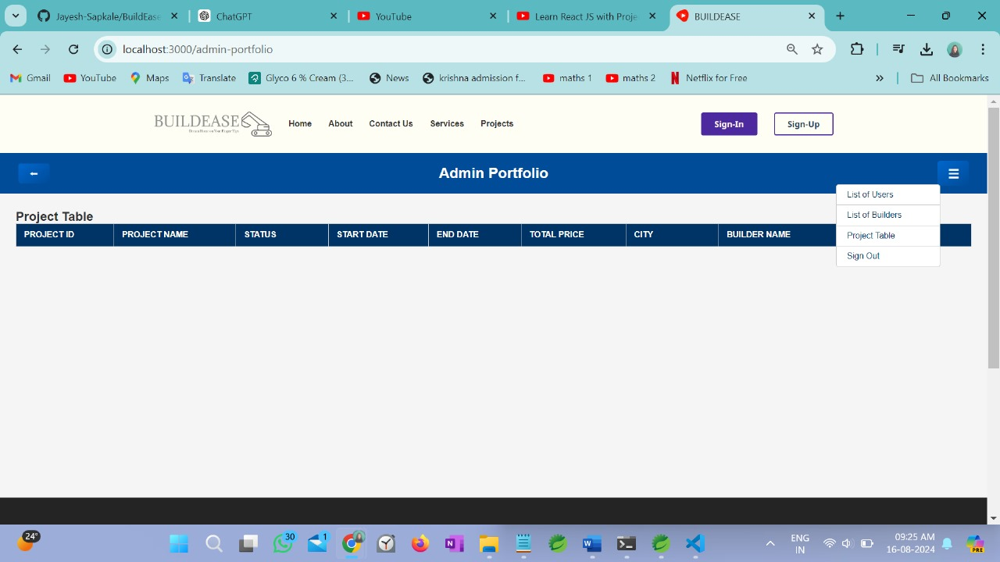 Jayesh-Sapkale/BuildEase
ChatGPT
YouTube
Learn React JS with Proje
BUILDEASE
localhost:3000/admin-portfolio
Gmail
YouTube
Maps
Translate
Glyco 6 % Cream (3...
News
krishna admission f...
maths 1
maths 2
Netflix for Free
All Bookmarks
BUILDEASE
Home
About
Contact Us
Services
Projects
Sign-In
Sign-Up
Admin Portfolio
List of Users
List of Builders
Project Table
Sign Out
Project Table
PROJECT ID
PROJECT NAME
STATUS
START DATE
END DATE
TOTAL PRICE
CITY
BUILDER NAME
24°
30
1
ENG
IN
09:25 AM
16-08-2024
PRE